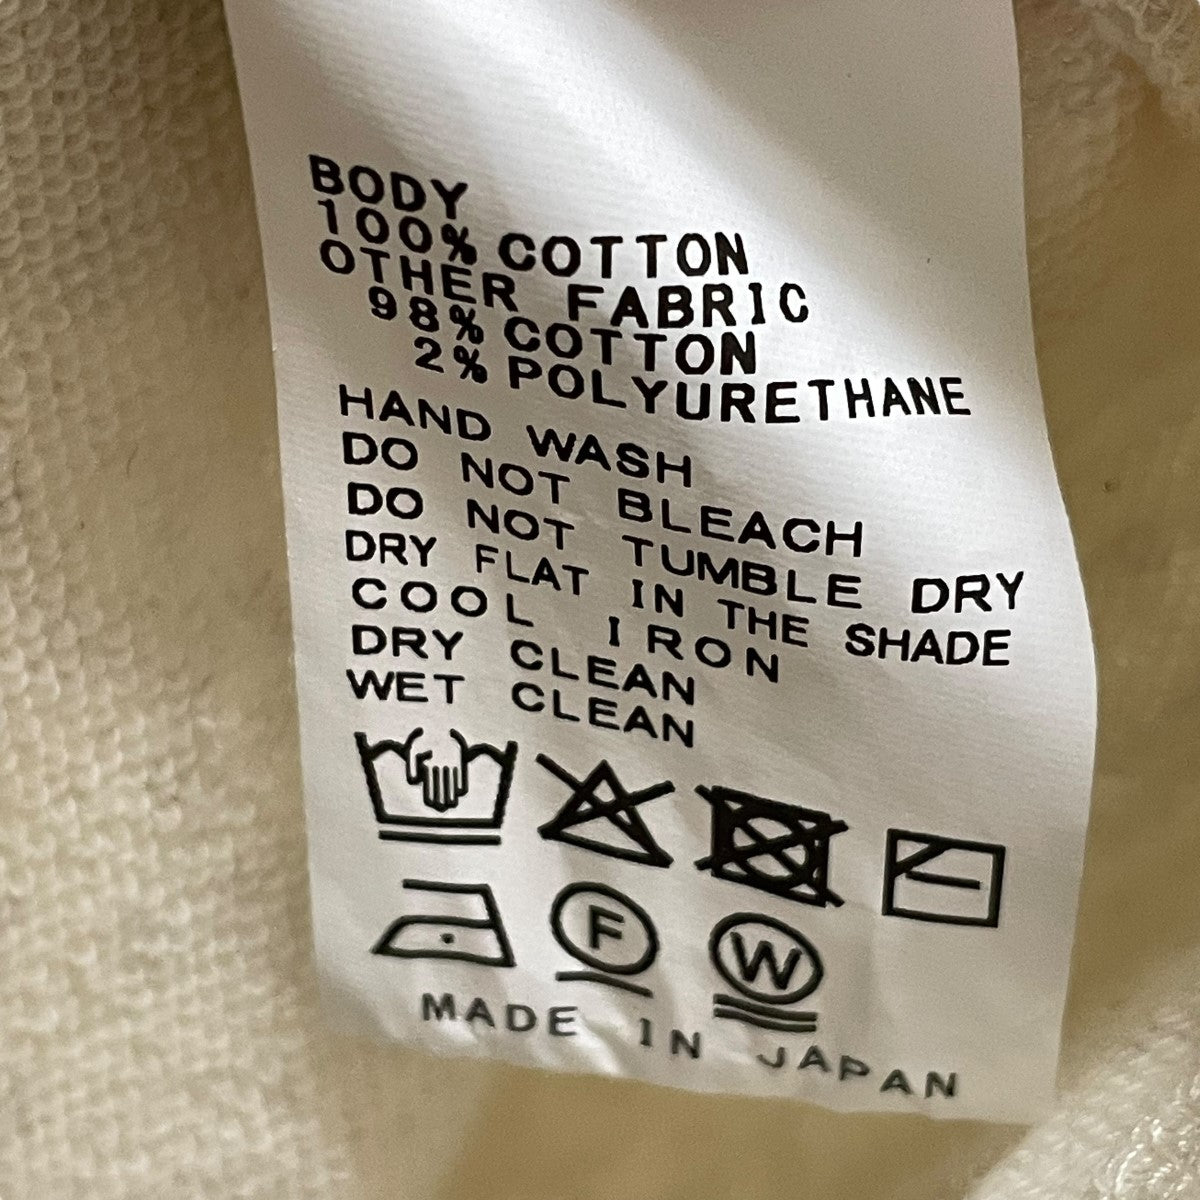 BODY
100% COTTON
OTHER FABRIC
98% COTTON
2% POLYURETHANE
HAND WASH
DO NOT BLEACH
DO NOT TUMBLE DRY
DRY FLAT IN THE SHADE
COOL IRON
DRY CLEAN
WET CLEAN
F W
MADE IN JAPAN